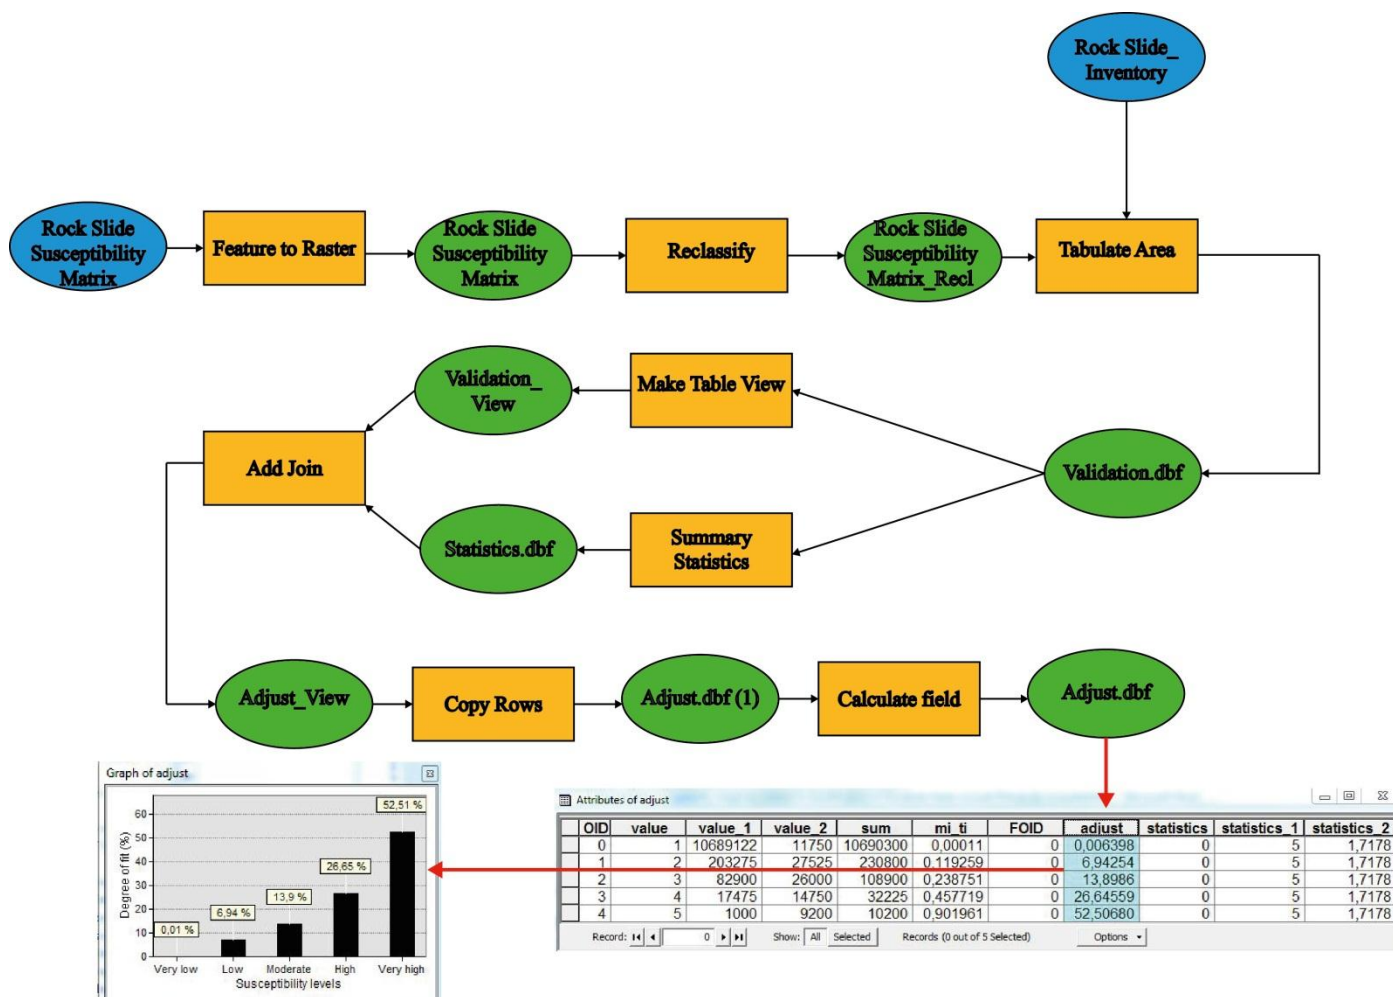 Rock Slide_
Inventory
Rock Slide
Susceptibility
Matrix
Feature to Raster
Rock Slide
Susceptibility
Matrix
Reclassify
Rock Slide
Susceptibility
Matrix_Recl
Tabulate Area
Validation_
View
Make Table View
Add Join
Validation.dbf
Statistics.dbf
Summary
Statistics
Adjust_View
Copy Rows
Adjust.dbf (1)
Calculate field
Adjust.dbf
Graph of adjust
52,51 %
26,65 %
13,9 %
6,94 %
0,01 %
60
50
40
30
20
10
0
Degree of fit (%)
Very low Low Moderate High Very high
Susceptibility levels
Attributes of adjust
OID value value_1 value_2 sum mi_ti FOID adjust statistics statistics_1 statistics_2
0 1 10689122 11750 10690300 0,00011 0 0,006398 0 5 1,7178
1 2 203275 27525 230800 0,119259 0 6,94254 0 5 1,7178
2 3 82900 26000 108900 0,238751 0 13,8986 0 5 1,7178
3 4 17475 14750 32225 0,457719 0 26,64559 0 5 1,7178
4 5 1000 9200 10200 0,901961 0 52,50680 0 5 1,7178
Record: 0 Show: All Selected Records (0 out of 5 Selected) Options